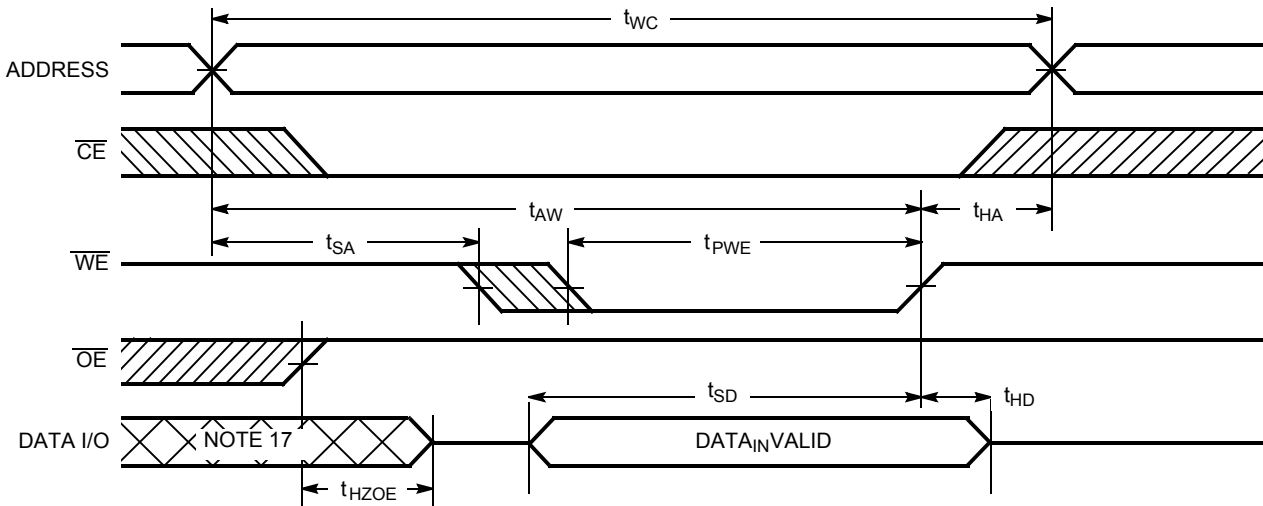 tWC
ADDRESS
CE
tAW
tHA
tSA
tPWE
WE
OE
tSD
tHD
DATA I/O
NOTE 17
DATAINVALID
tHZOE